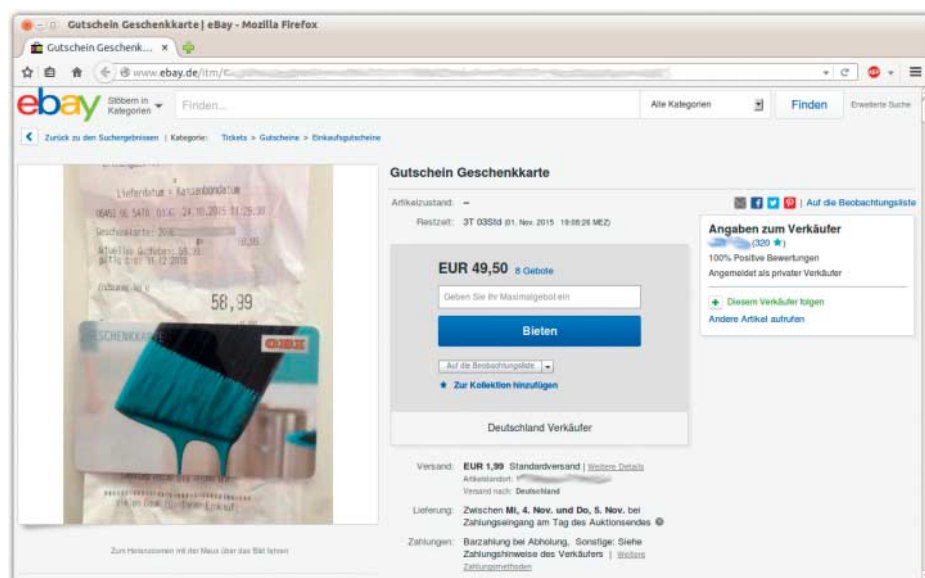 Gutschein Geschenkkarte | eBay - Mozilla Firefox
Gutschein Geschenk... ×
www.ebay.de/itm/
ebay Stöbern in Kategorien Finden... Alle Kategorien Finden Erweiterte Suche
Zurück zu den Suchergebnissen | Kategorie: Tickets > Gutscheine > Einkaufsgutscheine
Lieferdatum = Kassenbondatum
24.10.2015
58,99
GESCHENKKARTE
OBI
Zum Heranzoomen mit der Maus über das Bild fahren
Gutschein Geschenkkarte
Artikelzustand: –
Restzeit: 3T 03Std (01. Nov. 2015 19:06:26 MEZ)
EUR 49,50 8 Gebote
Geben Sie Ihr Maximalgebot ein
Bieten
Auf die Beobachtungsliste
Zur Kollektion hinzufügen
Deutschland Verkäufer
Versand: EUR 1,99 Standardversand | Weitere Details
Artikelstandort:
Versand nach: Deutschland
Lieferung: Zwischen Mi, 4. Nov. und Do, 5. Nov. bei
Zahlungseingang am Tag des Auktionsendes
Zahlungen: Barzahlung bei Abholung, Sonstige: Siehe
Zahlungshinweise des Verkäufers | Weitere
Zahlungsmethoden
| Auf die Beobachtungsliste
Angaben zum Verkäufer
(320 ★)
100% Positive Bewertungen
Angemeldet als privater Verkäufer
Diesem Verkäufer folgen
Andere Artikel aufrufen